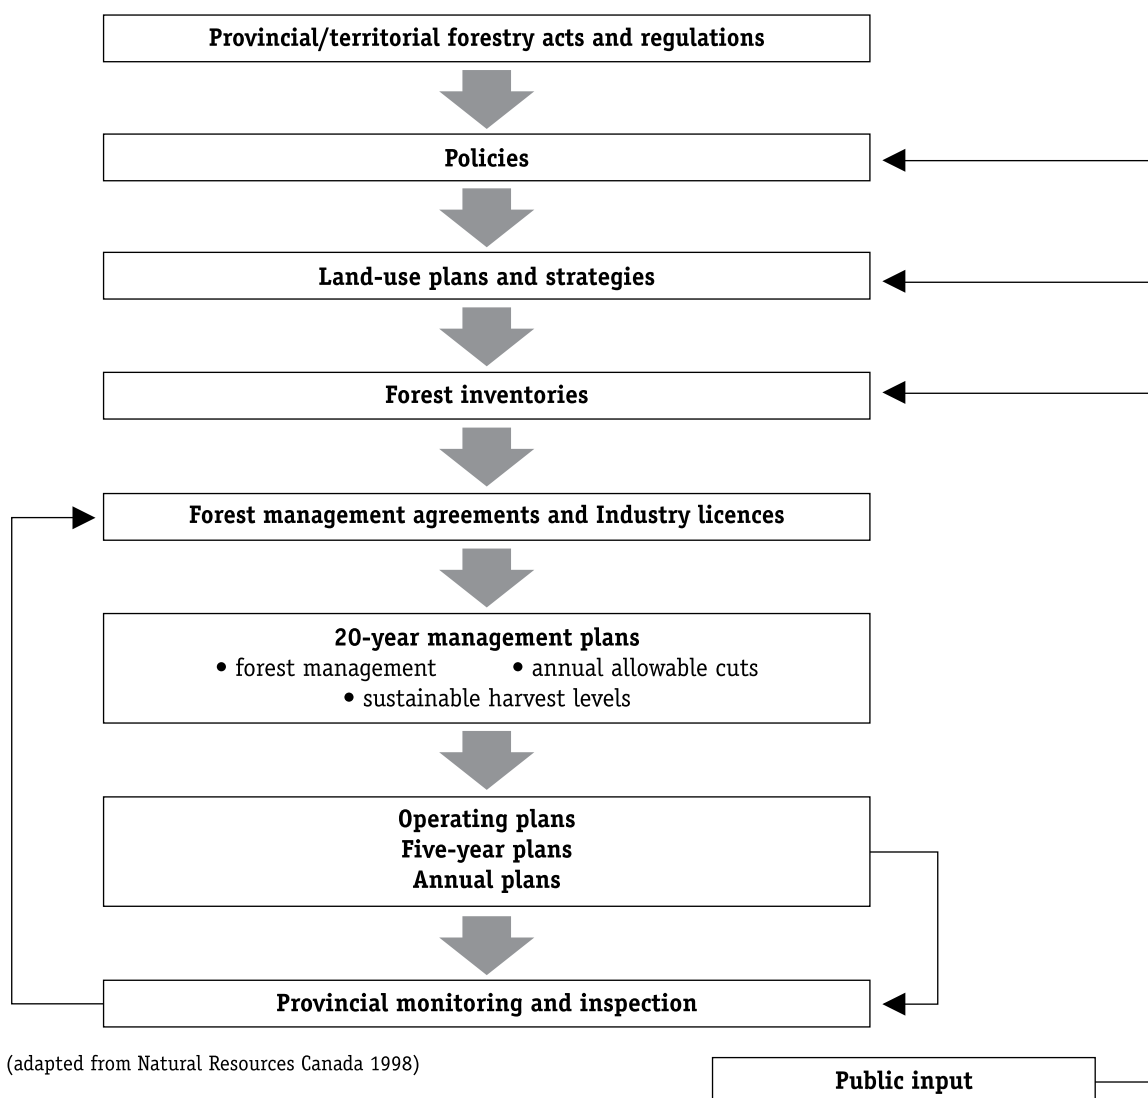 Provincial/territorial forestry acts and regulations
Policies
Land-use plans and strategies
Forest inventories
Forest management agreements and Industry licences
20-year management plans
• forest management • annual allowable cuts
• sustainable harvest levels
Operating plans
Five-year plans
Annual plans
Provincial monitoring and inspection
(adapted from Natural Resources Canada 1998)
Public input